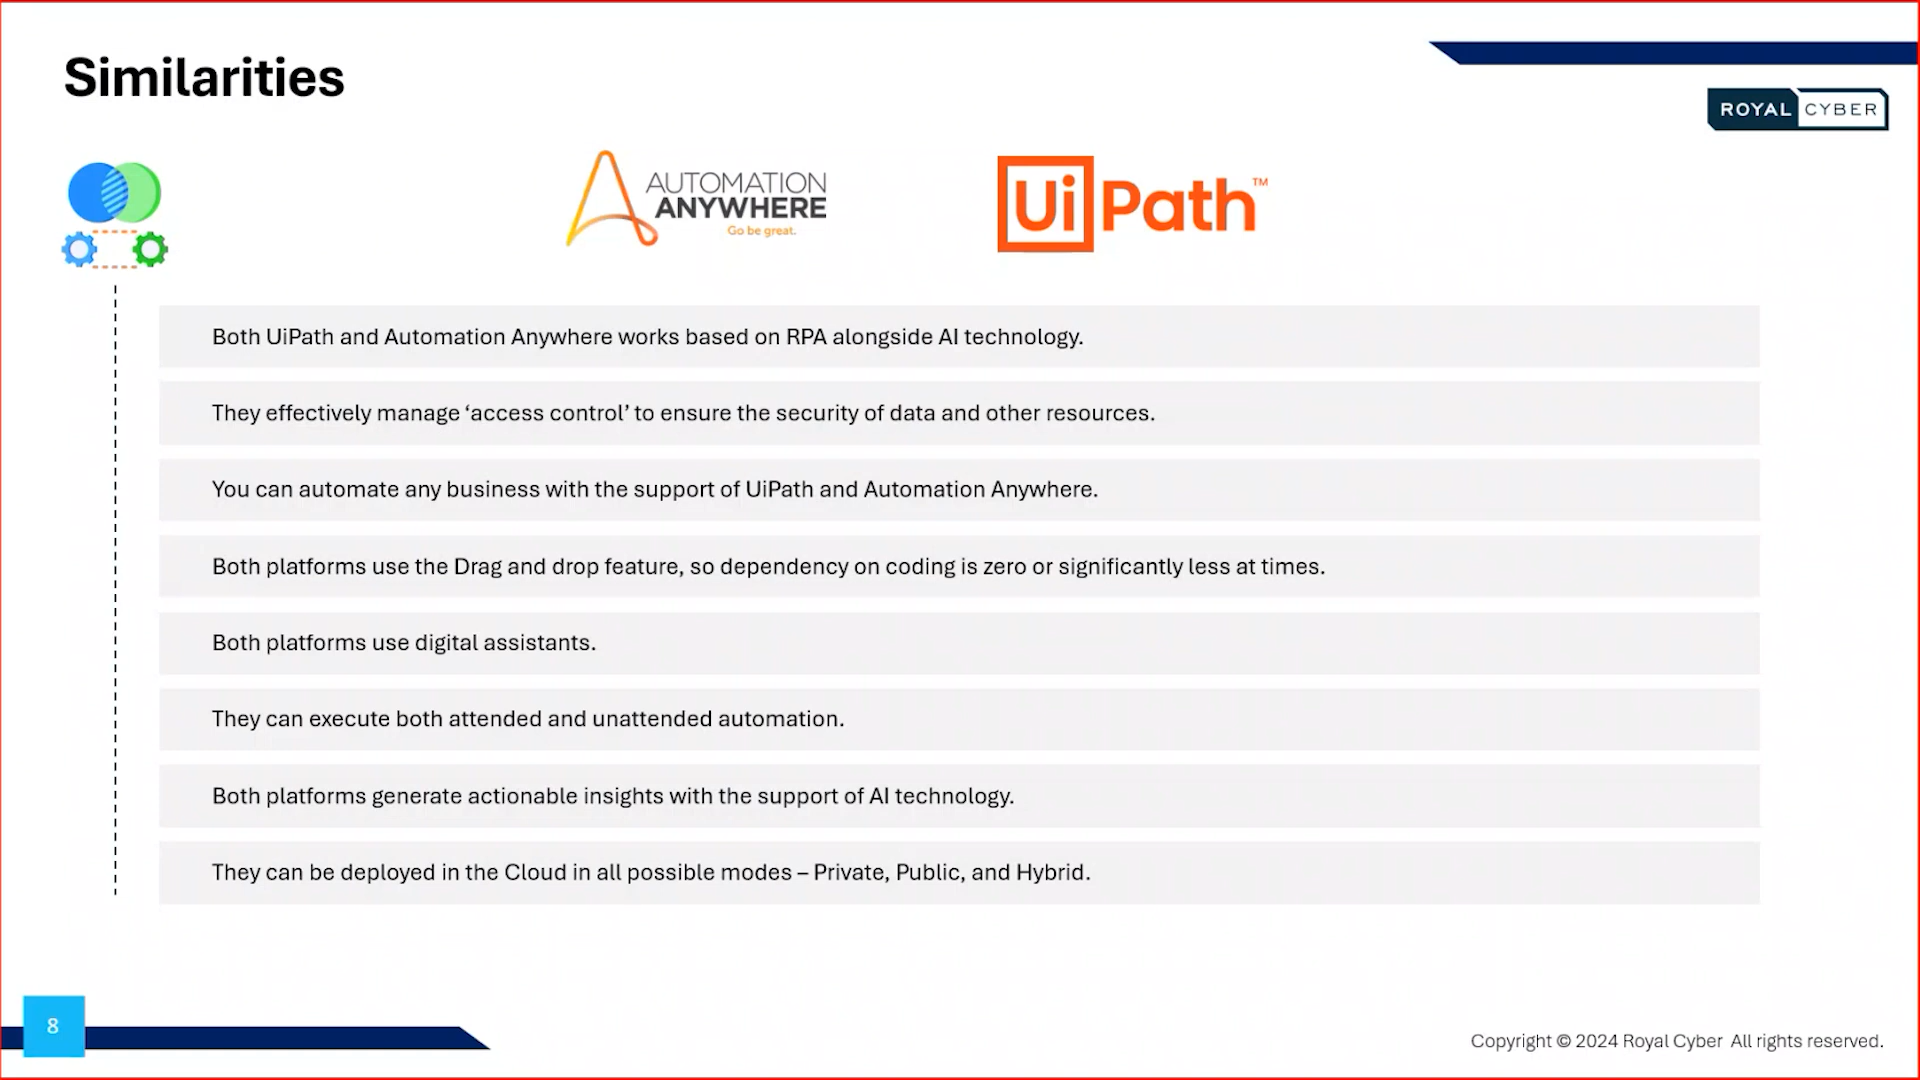 Similarities
ROYAL CYBER
AUTOMATION
ANYWHERE
Go be great.
UiPath™
Both UiPath and Automation Anywhere works based on RPA alongside AI technology.
They effectively manage ‘access control’ to ensure the security of data and other resources.
You can automate any business with the support of UiPath and Automation Anywhere.
Both platforms use the Drag and drop feature, so dependency on coding is zero or significantly less at times.
Both platforms use digital assistants.
They can execute both attended and unattended automation.
Both platforms generate actionable insights with the support of AI technology.
They can be deployed in the Cloud in all possible modes – Private, Public, and Hybrid.
8
Copyright © 2024 Royal Cyber All rights reserved.